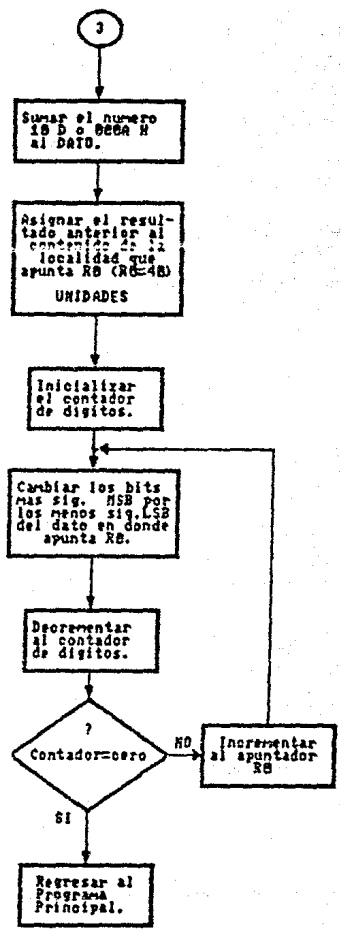 3
Sumar el numero
10 D o 000A H
al DATO.
Asignar el resul-
tado anterior al
contenido de la
localidad que
apunta R0 (R0=40)
UNIDADES
Inicializar
el contador
de digitos.
Cambiar los bits
mas sig. MSB por
los menos sig.LSB
del dato en donde
apunta R0.
Decrementar
al contador
de digitos.
?
Contador=cero
NO
Incrementar
al apuntador
R0
SI
Regresar al
Programa
Principal.